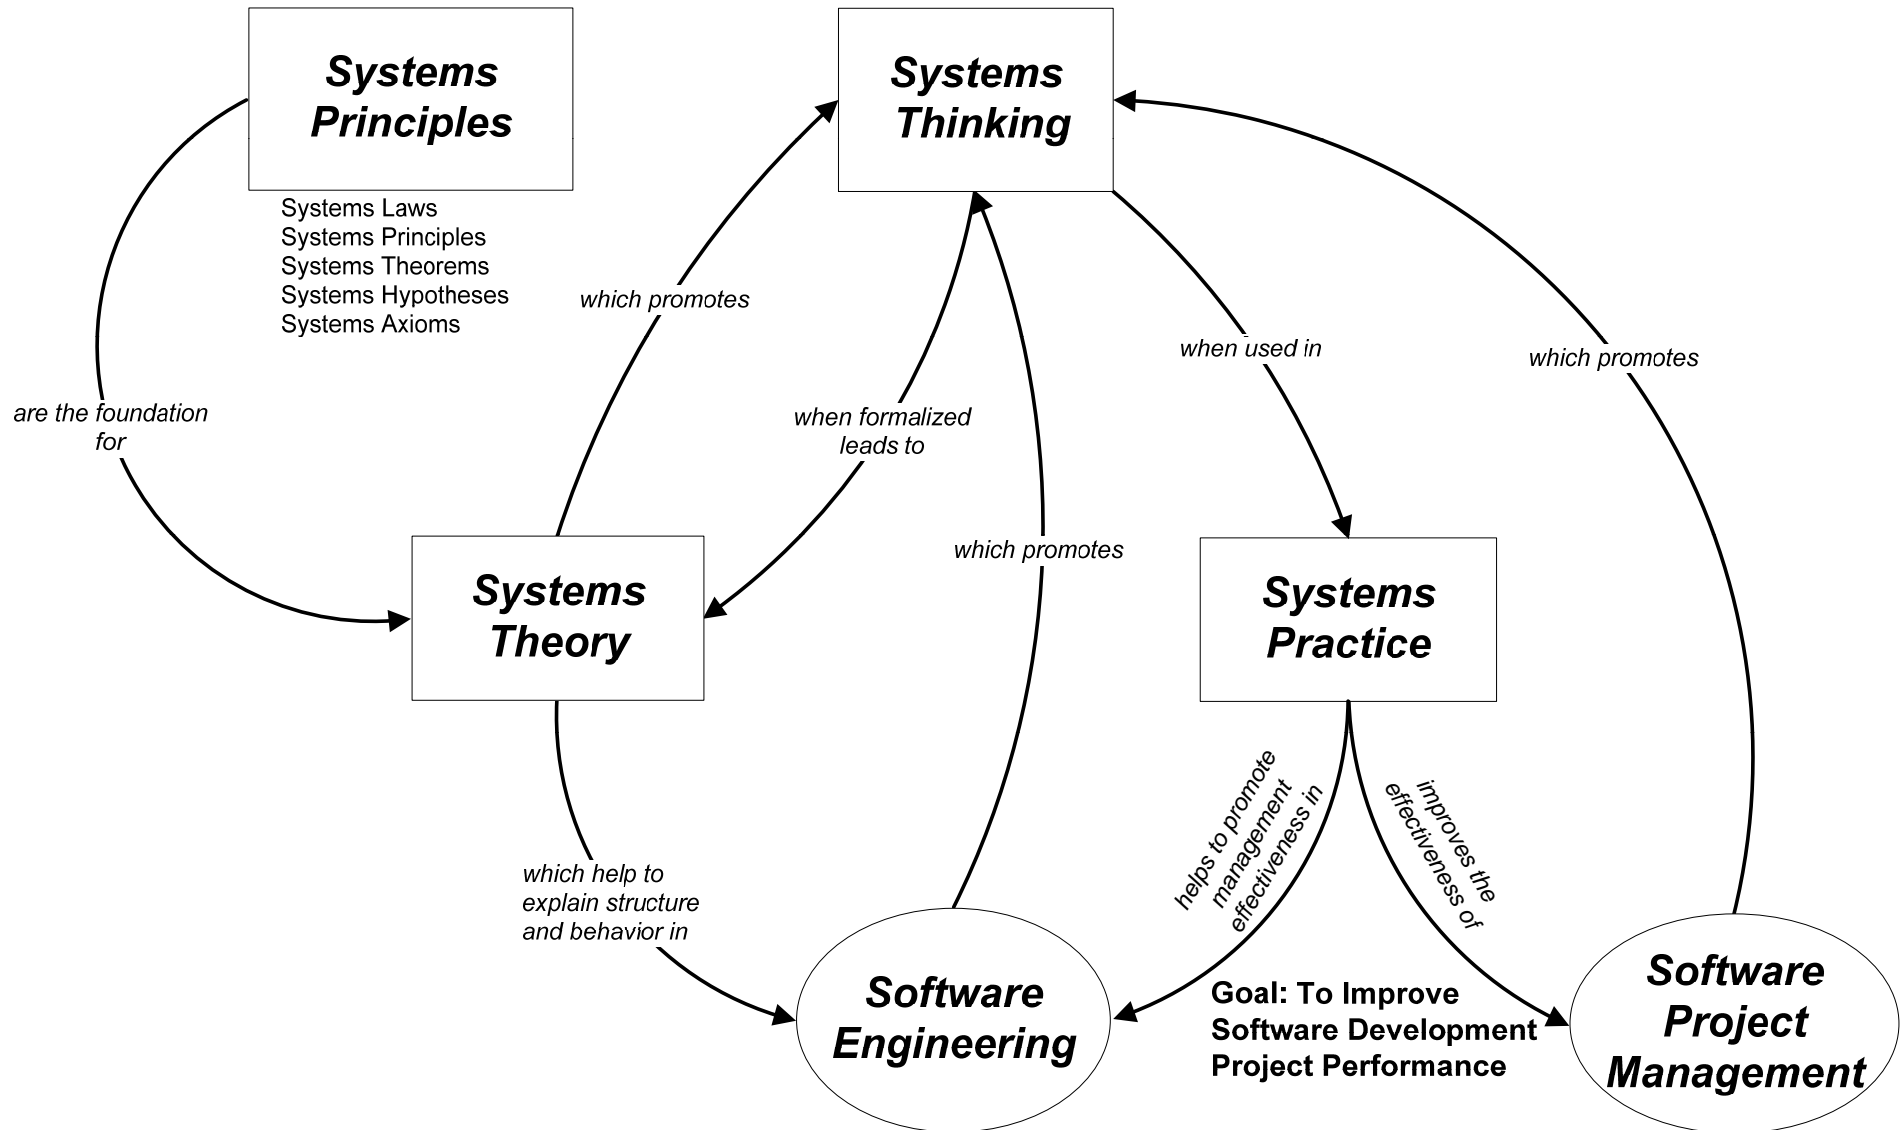 Systems
Principles
Systems
Thinking
Systems Laws
Systems Principles
Systems Theorems
Systems Hypotheses
Systems Axioms
which promotes
when used in
which promotes
are the foundation
for
when formalized
leads to
which promotes
Systems
Theory
Systems
Practice
which help to
explain structure
and behavior in
helps to promote
management
effectiveness in
improves the
effectiveness of
Software
Engineering
Goal: To Improve
Software Development
Project Performance
Software
Project
Management